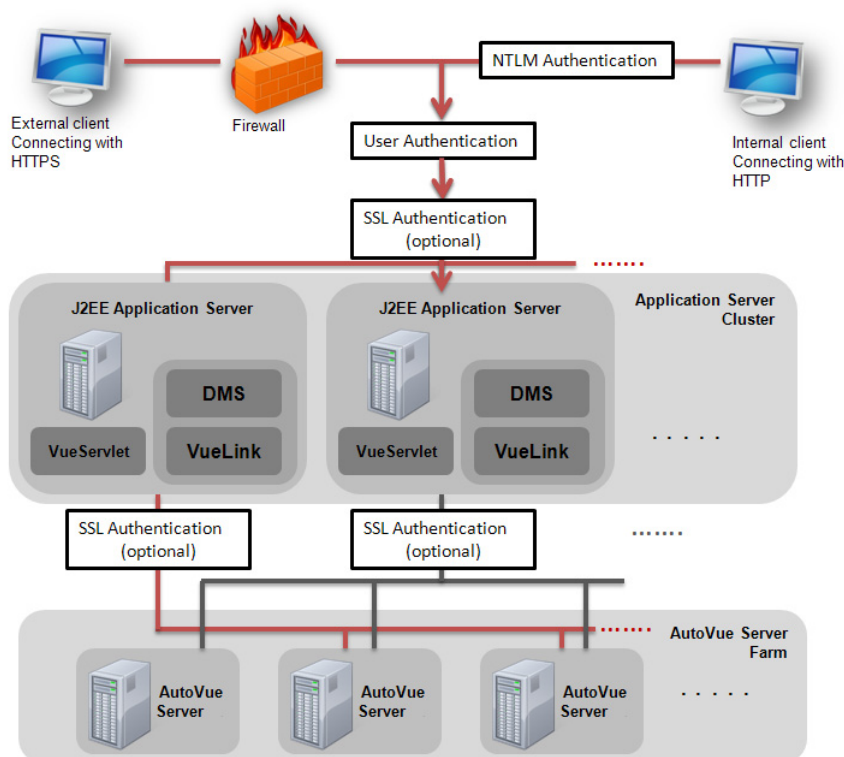 NTLM Authentication
External client
Connecting with
HTTPS
Firewall
Internal client
Connecting with
HTTP
User Authentication
SSL Authentication
(optional)
J2EE Application Server
J2EE Application Server
Application Server
Cluster
DMS
VueServlet
VueLink
DMS
VueServlet
VueLink
. . . . .
SSL Authentication
(optional)
SSL Authentication
(optional)
AutoVue Server
Farm
AutoVue
Server
AutoVue
Server
AutoVue
Server
. . . . .